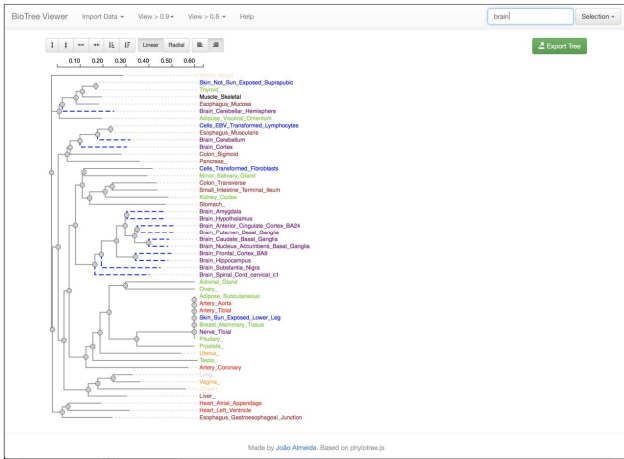 BioTree Viewer Import Data View > 0.9 View > 0.8 Help brain Selection
Linear Radial Export Tree
0.10 0.20 0.30 0.40 0.50 0.60
Skin_Not_Sun_Exposed_Suprapubic
Thyroid_
Muscle_Skeletal
Esophagus_Mucosa
Brain_Cerebellar_Hemisphere
Adipose_Visceral_Omentum
Cells_EBV_Transformed_Lymphocytes
Esophagus_Muscularis
Brain_Cerebellum
Brain_Cortex
Colon_Sigmoid
Pancreas_
Cells_Transformed_Fibroblasts
Minor_Salivary_Gland
Colon_Transverse
Small_Intestine_Terminal_Ileum
Kidney_Cortex
Stomach_
Brain_Amygdala
Brain_Hypothalamus
Brain_Anterior_Cingulate_Cortex_BA24
Brain_Putamen_Basal_Ganglia
Brain_Caudate_Basal_Ganglia
Brain_Nucleus_Accumbens_Basal_Ganglia
Brain_Frontal_Cortex_BA9
Brain_Hippocampus
Brain_Substantia_Nigra
Brain_Spinal_Cord_cervical_c1
Adrenal_Gland
Ovary_
Adipose_Subcutaneous
Artery_Aorta
Artery_Tibial
Skin_Sun_Exposed_Lower_Leg
Breast_Mammary_Tissue
Nerve_Tibial
Pituitary_
Prostate_
Uterus_
Testis_
Artery_Coronary
Lung_
Vagina_
Liver_
Heart_Atrial_Appendage
Heart_Left_Ventricle
Esophagus_Gastroesophageal_Junction
Made by João Almeida. Based on phylotree.js